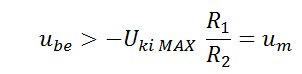 u_be > −U_ki MAX R_1/R_2 = u_m